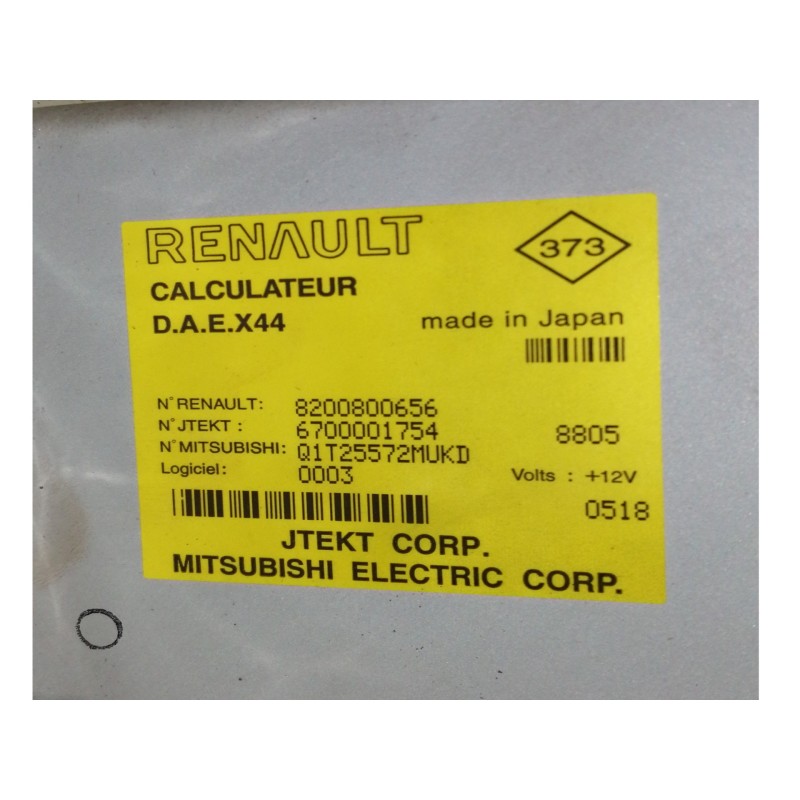 RENAULT
373
CALCULATEUR
D.A.E.X44
made in Japan
N° RENAULT: 8200800656
N° JTEKT : 6700001754
8805
N° MITSUBISHI: Q1T25572MUKD
Logiciel: 0003
Volts : +12V
0518
JTEKT CORP.
MITSUBISHI ELECTRIC CORP.